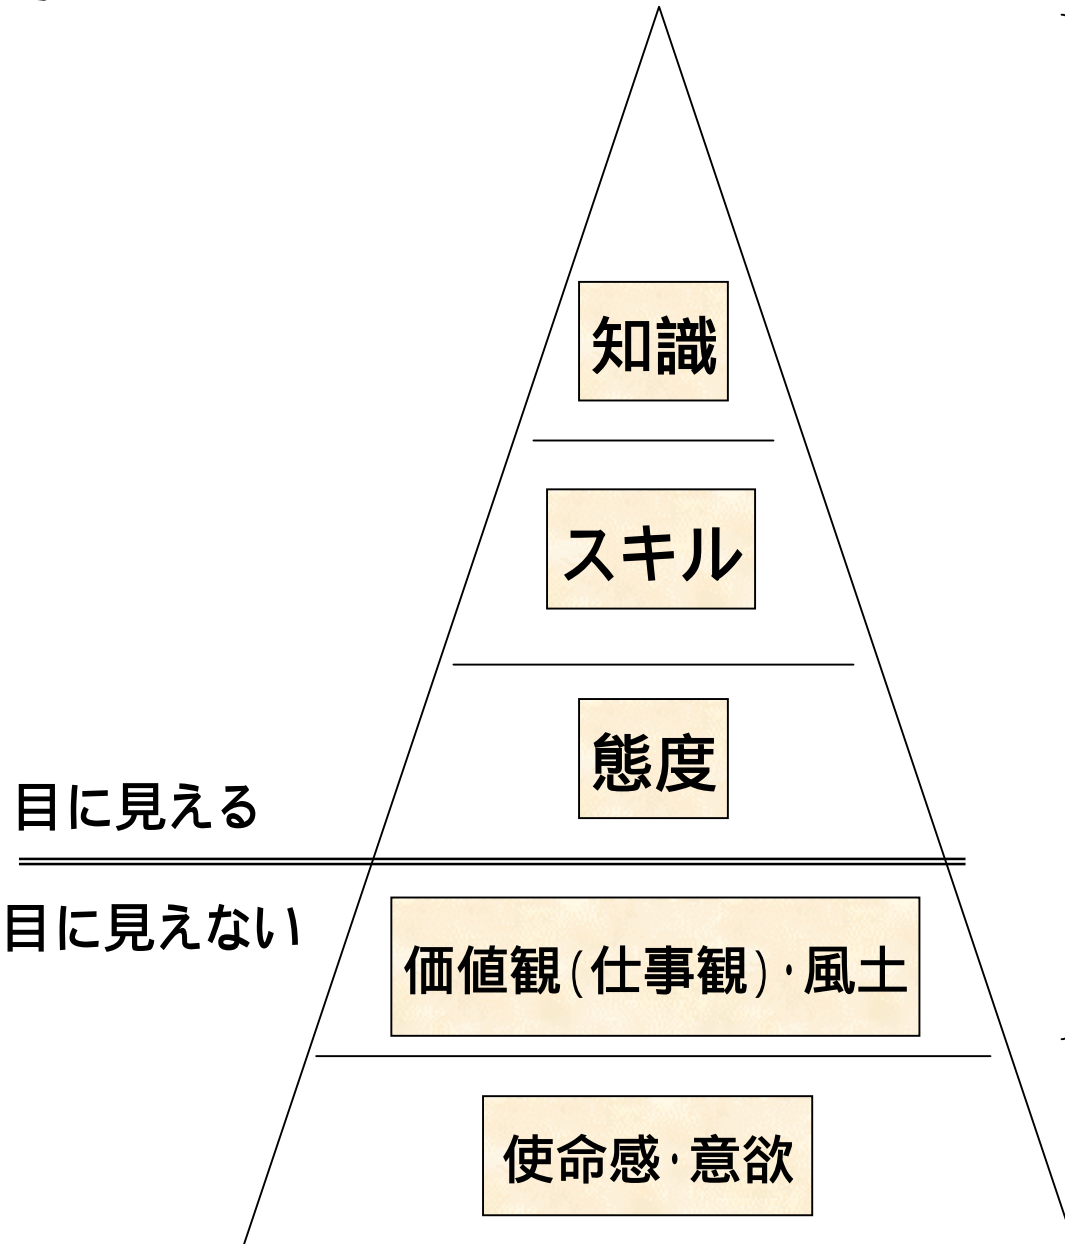 知識
スキル
態度
目に見える
目に見えない
価値観(仕事観)・風土
使命感・意欲